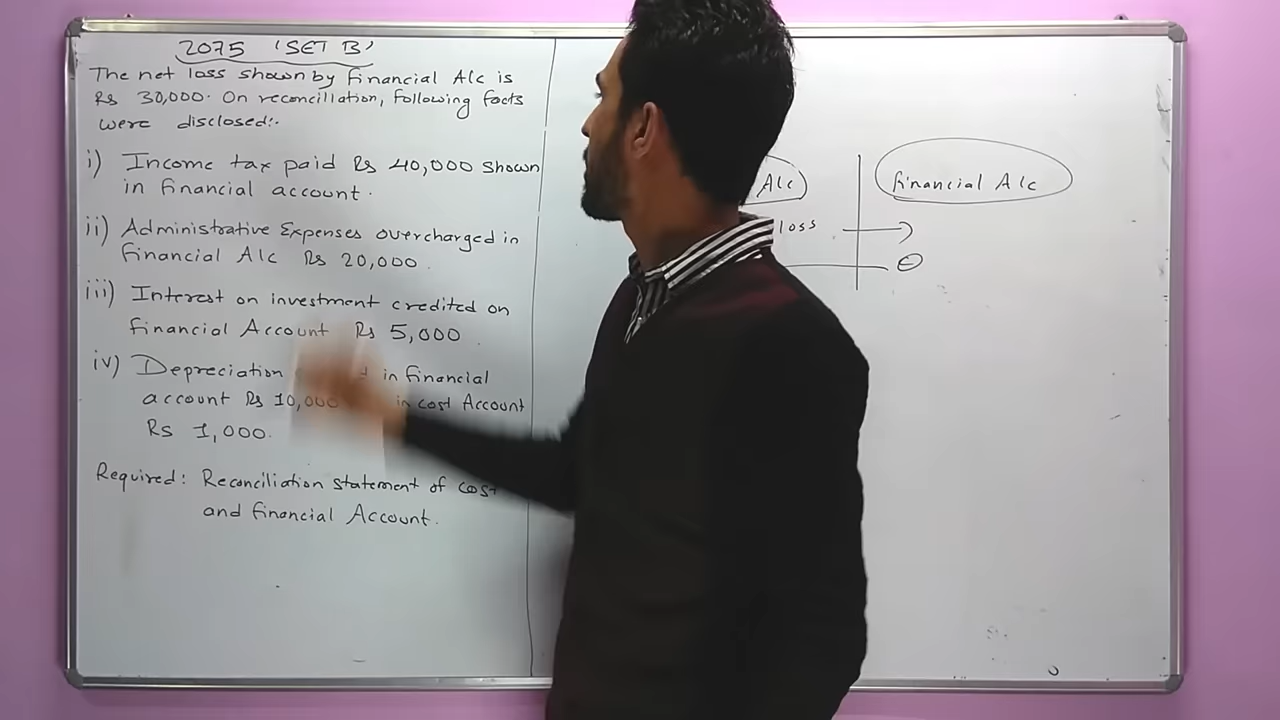 2075 'SET B'
The net loss shown by financial A/c is
Rs 30,000. On reconcillation, following facts
were disclosed:-
i) Income tax paid Rs 40,000 shown
in financial account.
ii) Administrative Expenses overcharged in
financial A/c Rs 20,000.
iii) Interest on investment credited on
financial Account Rs 5,000.
iv) Depreciation in financial
account Rs 10,000 in cost Account
Rs 1,000.
Required: Reconciliation statement of cost
and financial Account.
A/c
loss
financial A/c